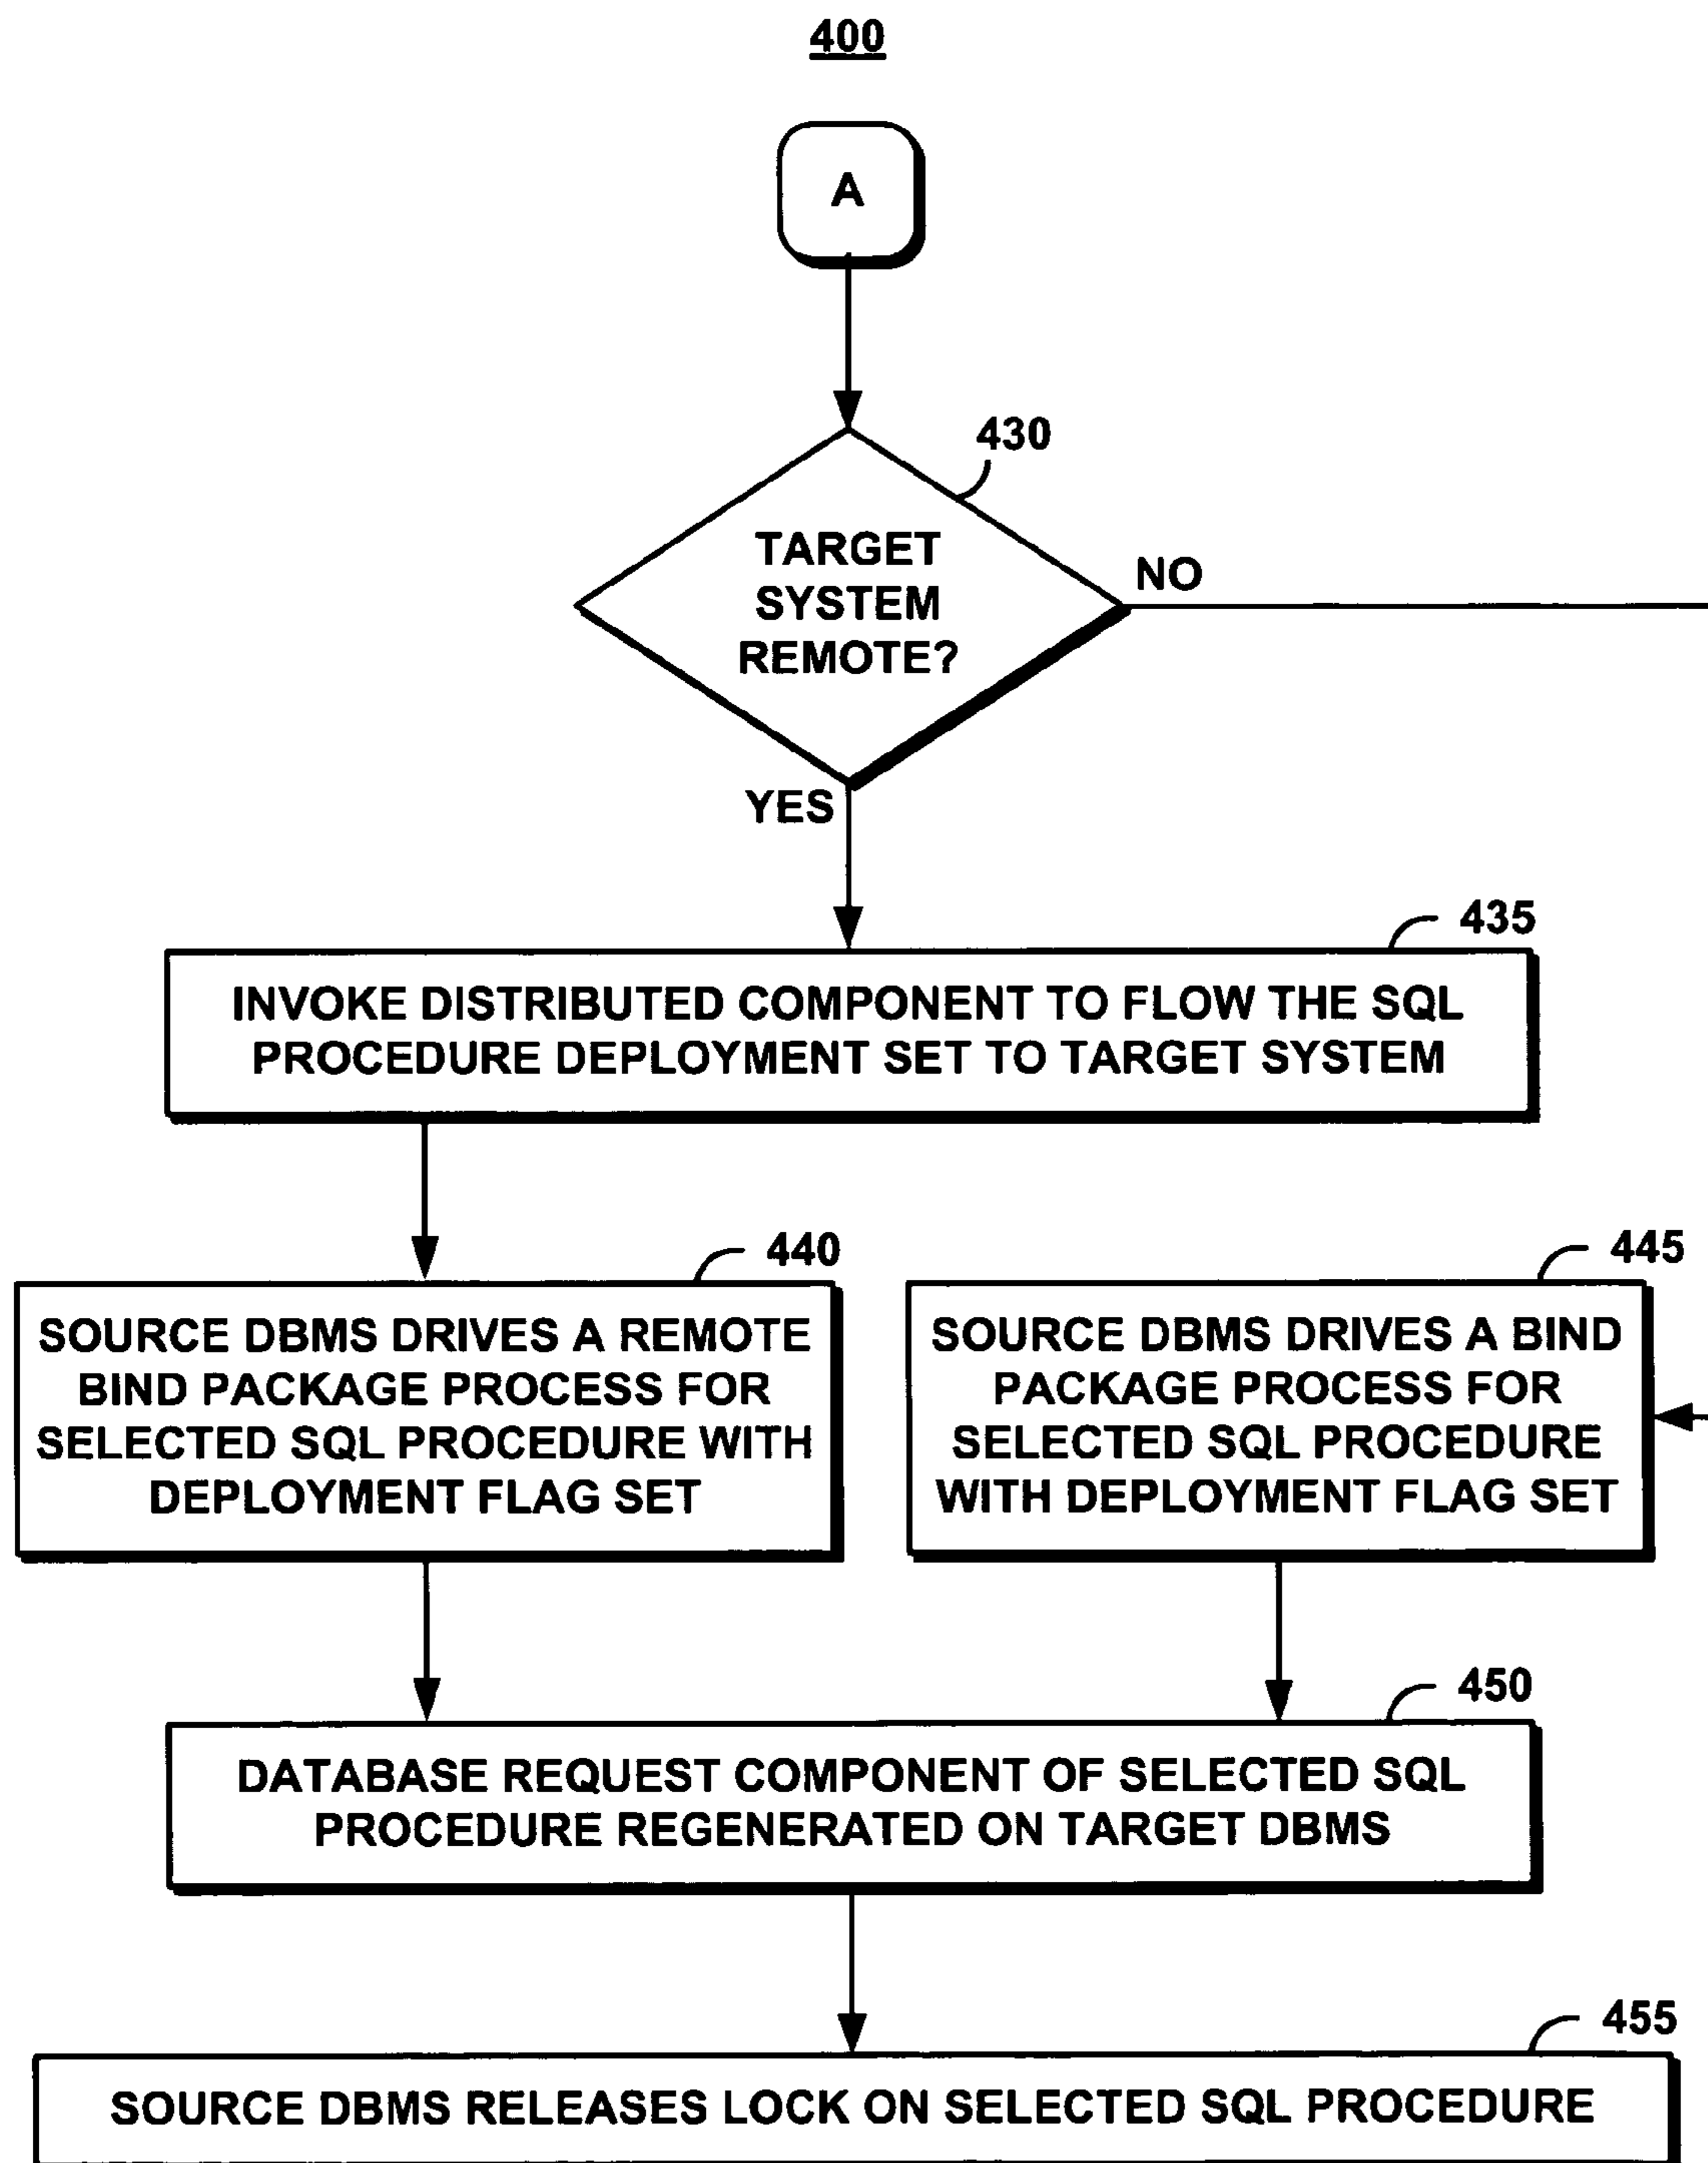 400
A
430
TARGET
SYSTEM
REMOTE?
NO
YES
435
INVOKE DISTRIBUTED COMPONENT TO FLOW THE SQL
PROCEDURE DEPLOYMENT SET TO TARGET SYSTEM
440
SOURCE DBMS DRIVES A REMOTE
BIND PACKAGE PROCESS FOR
SELECTED SQL PROCEDURE WITH
DEPLOYMENT FLAG SET
445
SOURCE DBMS DRIVES A BIND
PACKAGE PROCESS FOR
SELECTED SQL PROCEDURE
WITH DEPLOYMENT FLAG SET
450
DATABASE REQUEST COMPONENT OF SELECTED SQL
PROCEDURE REGENERATED ON TARGET DBMS
455
SOURCE DBMS RELEASES LOCK ON SELECTED SQL PROCEDURE